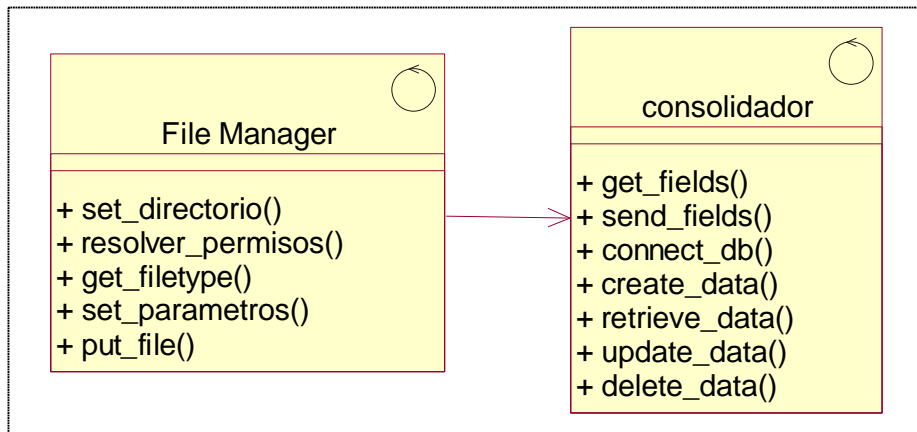 File Manager
+ set_directorio()
+ resolver_permisos()
+ get_filetype()
+ set_parametros()
+ put_file()
consolidador
+ get_fields()
+ send_fields()
+ connect_db()
+ create_data()
+ retrieve_data()
+ update_data()
+ delete_data()